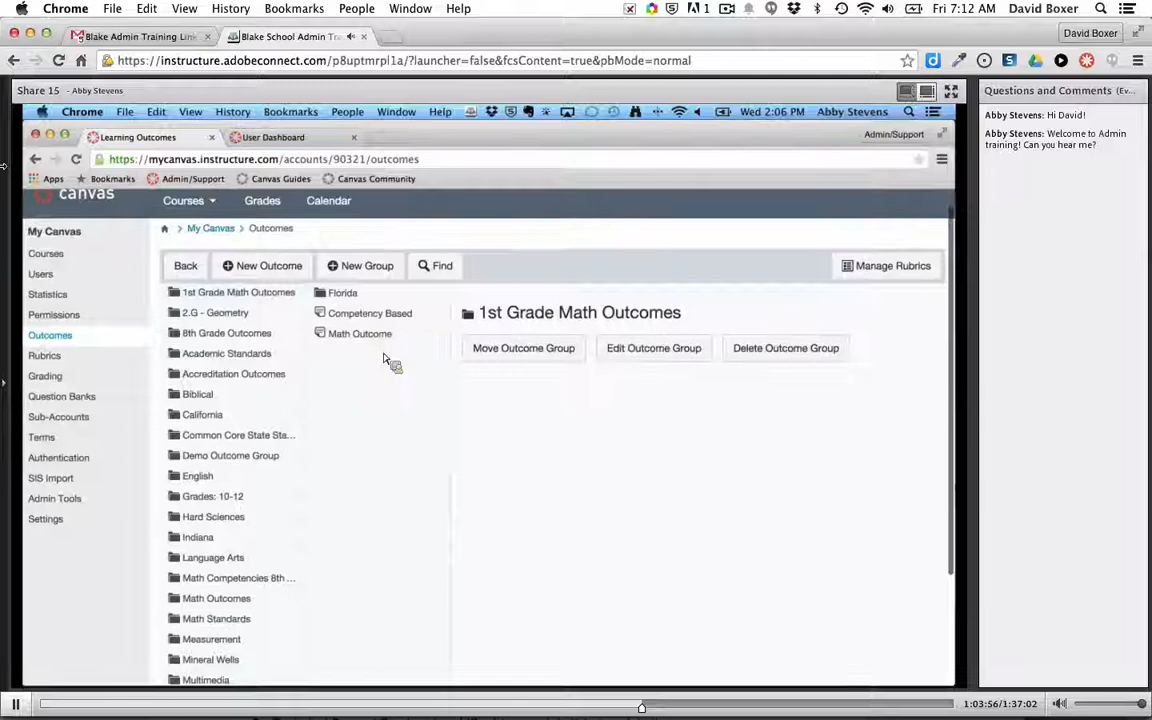 Chrome File Edit View History Bookmarks People Window Help 1 Fri 7:12 AM David Boxer
Blake Admin Training Lin
Blake School Admin Tra
David Boxer
https://instructure.adobeconnect.com/p8uptmrpl1a/?launcher=false&fcsContent=true&pbMode=normal
Share 15 - Abby Stevens
Chrome File Edit View History Bookmarks People Window Help Wed 2:06 PM Abby Stevens
Learning Outcomes
User Dashboard
Admin/Support
https://mycanvas.instructure.com/accounts/90321/outcomes
Apps Bookmarks Admin/Support Canvas Guides Canvas Community
canvas
Courses Grades Calendar
My Canvas
Courses
Users
Statistics
Permissions
Outcomes
Rubrics
Grading
Question Banks
Sub-Accounts
Terms
Authentication
SIS Import
Admin Tools
Settings
My Canvas > Outcomes
Back New Outcome New Group Find Manage Rubrics
1st Grade Math Outcomes
2.G - Geometry
8th Grade Outcomes
Academic Standards
Accreditation Outcomes
Biblical
California
Common Core State Sta...
Demo Outcome Group
English
Grades: 10-12
Hard Sciences
Indiana
Language Arts
Math Competencies 8th ...
Math Outcomes
Math Standards
Measurement
Mineral Wells
Multimedia
Florida
Competency Based
Math Outcome
1st Grade Math Outcomes
Move Outcome Group Edit Outcome Group Delete Outcome Group
Questions and Comments (Ev...
Abby Stevens: Hi David!
Abby Stevens: Welcome to Admin
training! Can you hear me?
1:03:56/1:37:02